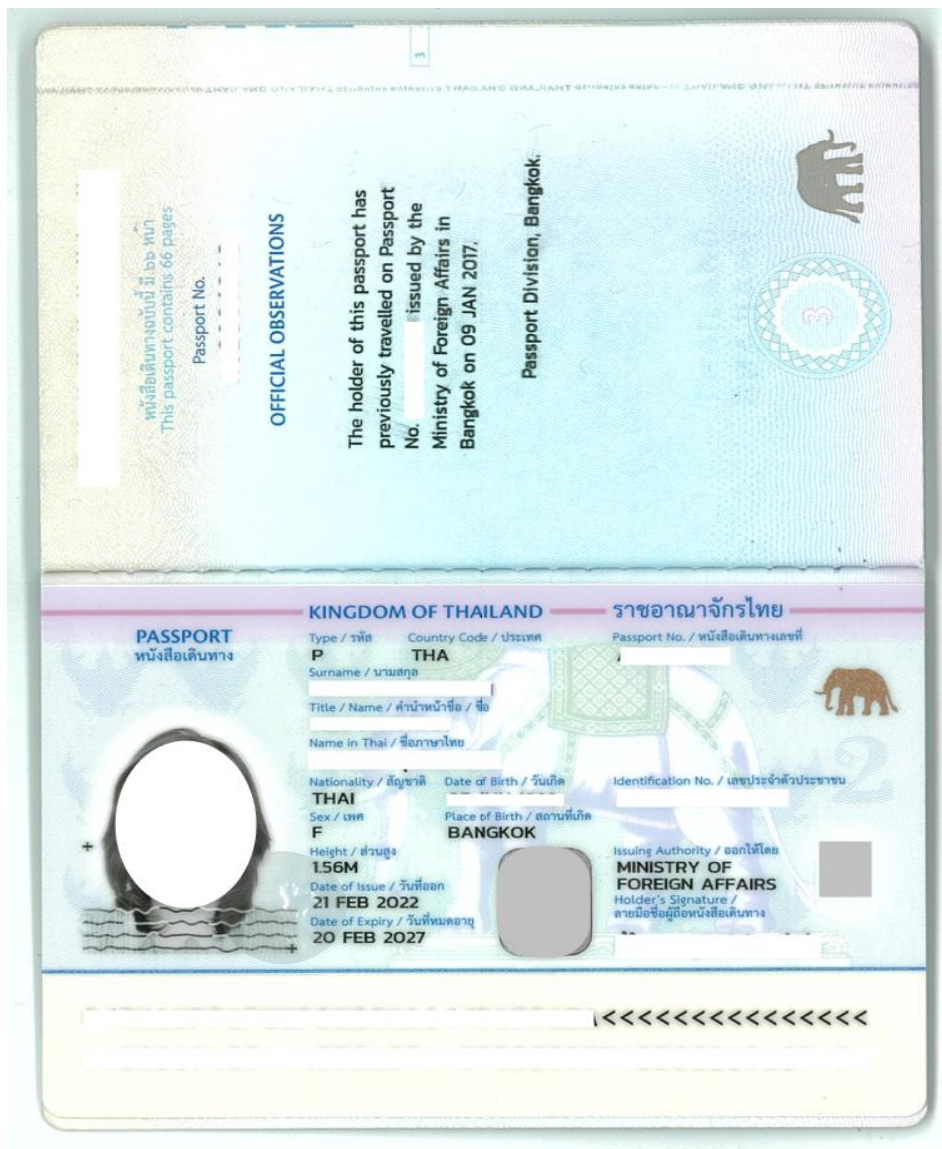 3
หนังสือเดินทางฉบับนี้ มี ๖๖ หน้า
This passport contains 66 pages
Passport No.
OFFICIAL OBSERVATIONS
The holder of this passport has
previously travelled on Passport
No. issued by the
Ministry of Foreign Affairs in
Bangkok on 09 JAN 2017.
Passport Division, Bangkok.
3
KINGDOM OF THAILAND ราชอาณาจักรไทย
PASSPORT
หนังสือเดินทาง
Type / รหัส Country Code / ประเทศ Passport No. / หนังสือเดินทางเลขที่
P THA
Surname / นามสกุล
Title / Name / คำนำหน้าชื่อ / ชื่อ
Name in Thai / ชื่อภาษาไทย
Nationality / สัญชาติ Date of Birth / วันเกิด Identification No. / เลขประจำตัวประชาชน
THAI
Sex / เพศ Place of Birth / สถานที่เกิด
F BANGKOK
Height / ส่วนสูง Issuing Authority / ออกให้โดย
1.56M MINISTRY OF
FOREIGN AFFAIRS
Date of Issue / วันที่ออก Holder's Signature /
21 FEB 2022 ลายมือชื่อผู้ถือหนังสือเดินทาง
Date of Expiry / วันที่หมดอายุ
20 FEB 2027
2
<<<<<<<<<<<<<<<